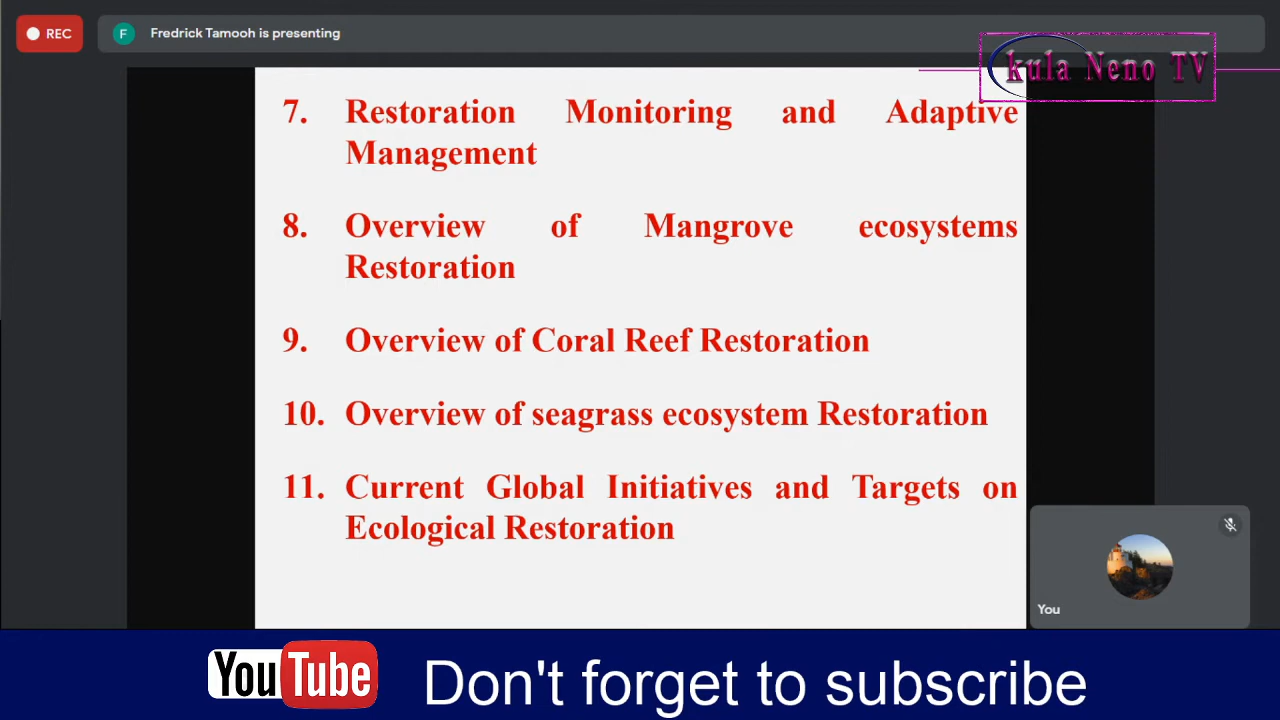 REC
F
Fredrick Tamooh is presenting
kula Neno TV
7. Restoration Monitoring and Adaptive
Management
8. Overview of Mangrove ecosystems
Restoration
9. Overview of Coral Reef Restoration
10. Overview of seagrass ecosystem Restoration
11. Current Global Initiatives and Targets on
Ecological Restoration
You
YouTube Don't forget to subscribe